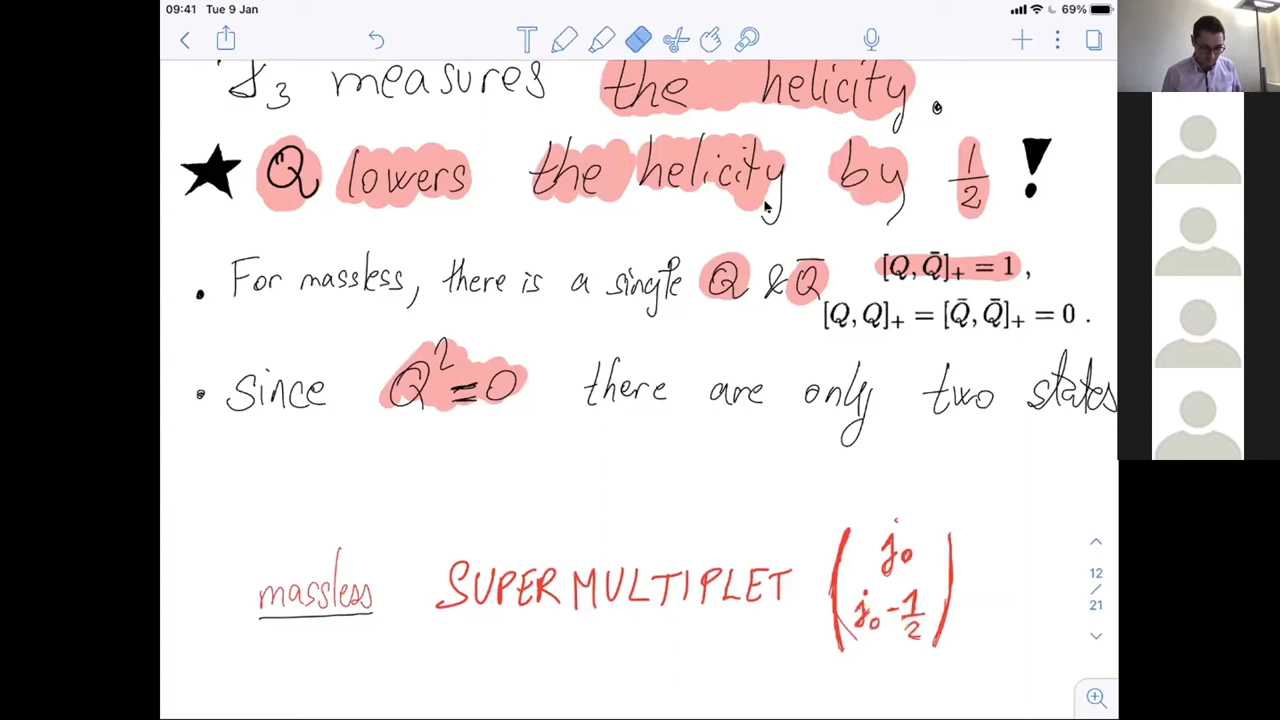 09:41 Tue 9 Jan
69%
J₃ measures the helicity.
★ Q lowers the helicity by 1/2 !
• For massless, there is a single Q & Q̄ [Q, Q̄]₊ = 1 ,
[Q, Q]₊ = [Q̄, Q̄]₊ = 0 .
• Since Q² = 0 there are only two states
massless SUPERMULTIPLET ( j₀
j₀ - 1/2 )
12
/
21